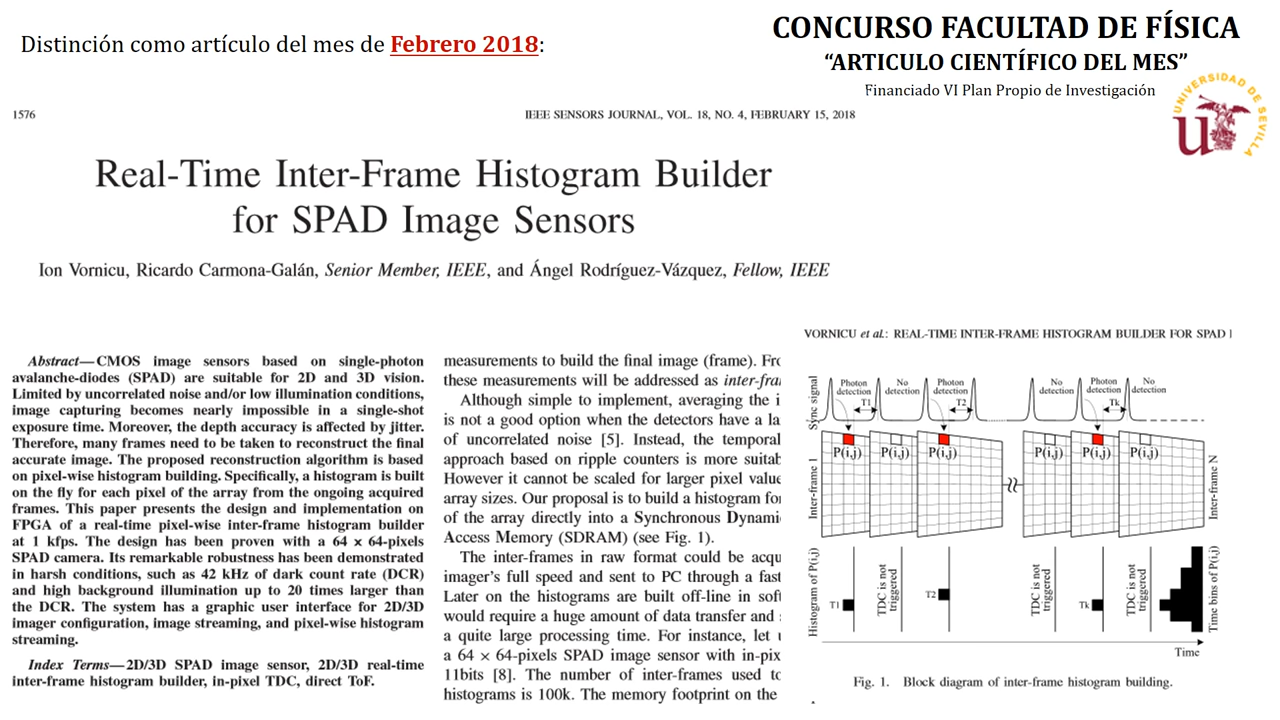 Distinción como artículo del mes de Febrero 2018:
CONCURSO FACULTAD DE FÍSICA
“ARTICULO CIENTÍFICO DEL MES”
Financiado VI Plan Propio de Investigación
UNIVERSIDAD DE SEVILLA
1576
IEEE SENSORS JOURNAL, VOL. 18, NO. 4, FEBRUARY 15, 2018
Real-Time Inter-Frame Histogram Builder
for SPAD Image Sensors
Ion Vornicu, Ricardo Carmona-Galán, Senior Member, IEEE, and Ángel Rodríguez-Vázquez, Fellow, IEEE
Abstract—CMOS image sensors based on single-photon
avalanche-diodes (SPAD) are suitable for 2D and 3D vision.
Limited by uncorrelated noise and/or low illumination conditions,
image capturing becomes nearly impossible in a single-shot
exposure time. Moreover, the depth accuracy is affected by jitter.
Therefore, many frames need to be taken to reconstruct the final
accurate image. The proposed reconstruction algorithm is based
on pixel-wise histogram building. Specifically, a histogram is built
on the fly for each pixel of the array from the ongoing acquired
frames. This paper presents the design and implementation on
FPGA of a real-time pixel-wise inter-frame histogram builder
at 1 kfps. The design has been proven with a 64 × 64-pixels
SPAD camera. Its remarkable robustness has been demonstrated
in harsh conditions, such as 42 kHz of dark count rate (DCR)
and high background illumination up to 20 times larger than
the DCR. The system has a graphic user interface for 2D/3D
imager configuration, image streaming, and pixel-wise histogram
streaming.
Index Terms—2D/3D SPAD image sensor, 2D/3D real-time
inter-frame histogram builder, in-pixel TDC, direct ToF.
measurements to build the final image (frame). Fro
these measurements will be addressed as inter-fra
Although simple to implement, averaging the i
is not a good option when the detectors have a la
of uncorrelated noise [5]. Instead, the temporal
approach based on ripple counters is more suitab
However it cannot be scaled for larger pixel value
array sizes. Our proposal is to build a histogram for
of the array directly into a Synchronous Dynami
Access Memory (SDRAM) (see Fig. 1).
The inter-frames in raw format could be acqu
imager’s full speed and sent to PC through a fast
Later on the histograms are built off-line in soft
would require a huge amount of data transfer and
a quite large processing time. For instance, let
a 64 × 64-pixels SPAD image sensor with in-pix
11bits [8]. The number of inter-frames used to
histograms is 100k. The memory footprint on the
VORNICU et al.: REAL-TIME INTER-FRAME HISTOGRAM BUILDER FOR SPAD I
Sync signal
Photon
detection
No
detection
Photon
detection
No
detection
Photon
detection
No
detection
T1
T2
Tk
Inter-frame 1
P(i,j)
P(i,j)
P(i,j)
P(i,j)
P(i,j)
P(i,j)
Inter-frame N
Histogram of P(i,j)
T1
TDC is not
triggered
T2
TDC is not
triggered
Tk
TDC is not
triggered
Time bins of P(i,j)
Time
Fig. 1. Block diagram of inter-frame histogram building.